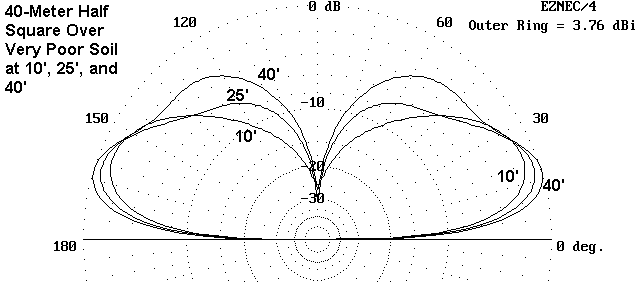 40-Meter Half
Square Over
Very Poor Soil
at 10', 25', and
40'
0 dB
EZNEC/4
Outer Ring = 3.76 dBi
120
60
40'
25'
-10
10'
150
30
-20
10'
40'
-30
180
0 deg.